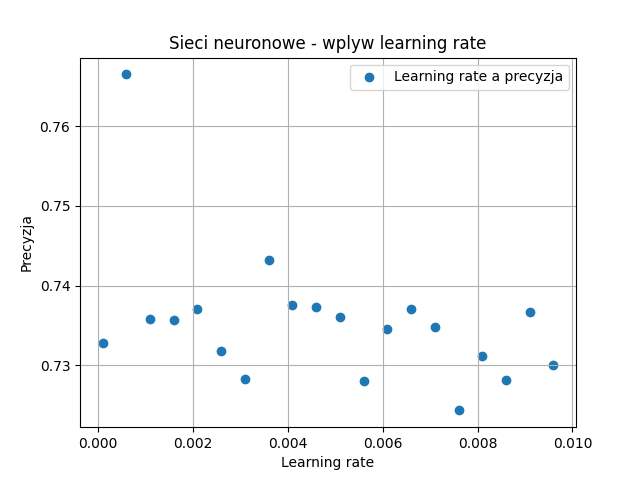 Sieci neuronowe - wplyw learning rate
Learning rate a precyzja
0.76
0.75
0.74
0.73
Precyzja
0.000 0.002 0.004 0.006 0.008 0.010
Learning rate